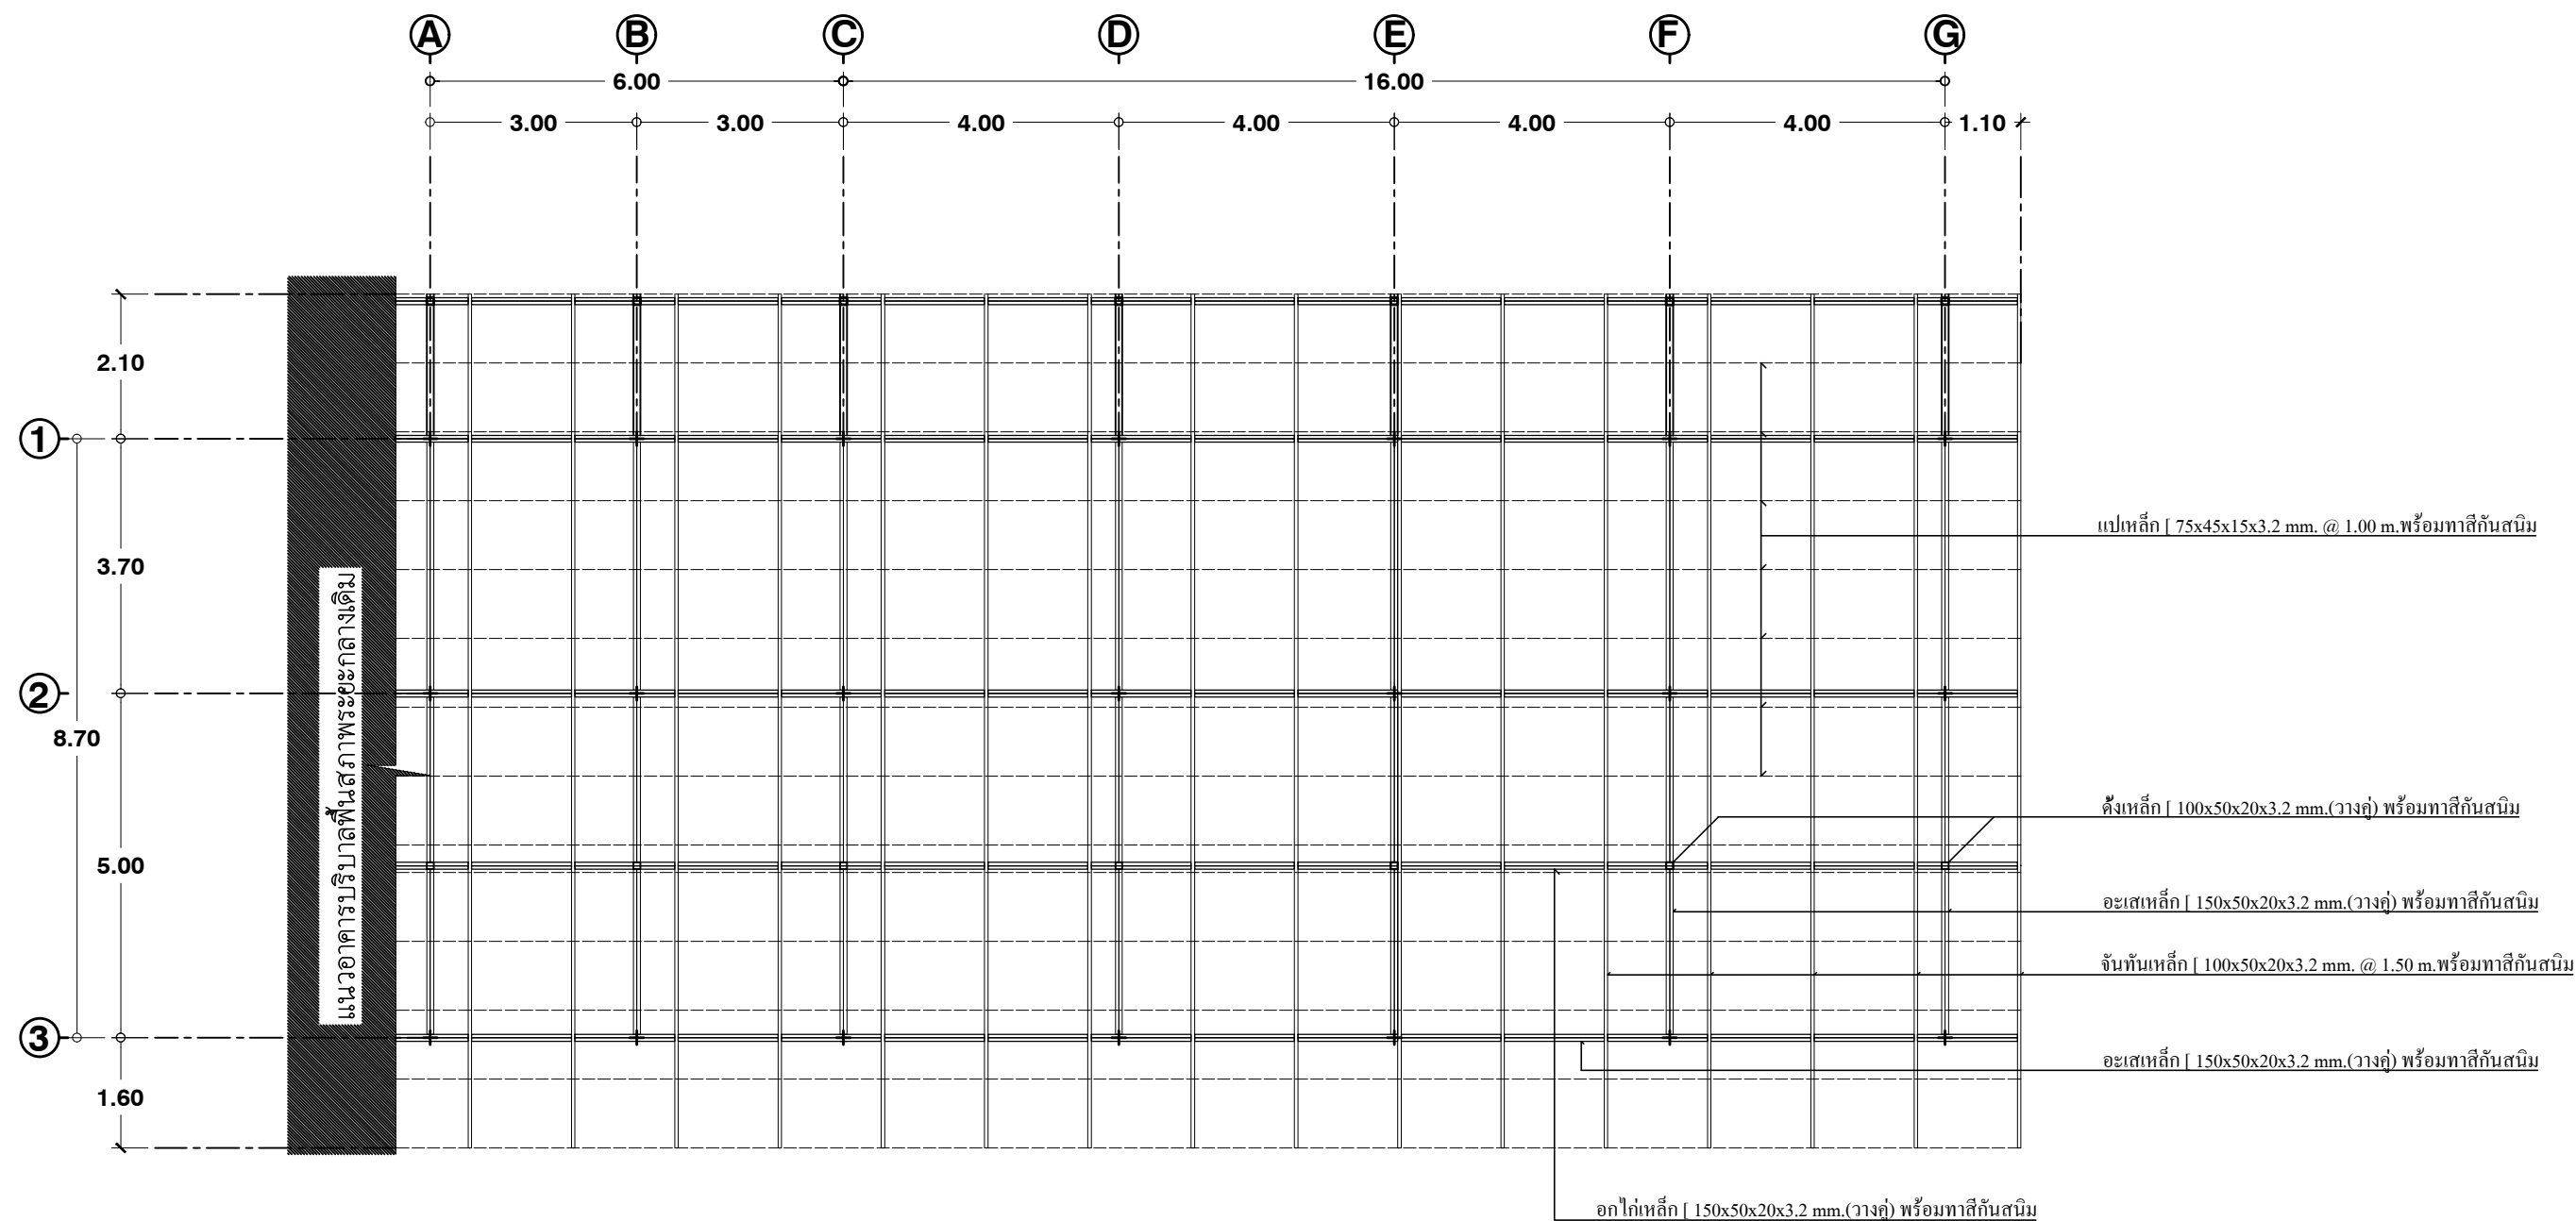 A B C D E F G
6.00 16.00
3.00 3.00 4.00 4.00 4.00 4.00 1.10
2.10
1
3.70
แปเหล็ก [ 75x45x15x3.2 mm. @ 1.00 m.พร้อมทาสีกันสนิม
แนวอาคารบริบาลฟื้นสภาพระยะกลางเดิม
2
8.70
ดั้งเหล็ก [ 100x50x20x3.2 mm.(วางคู่) พร้อมทาสีกันสนิม
5.00
อะเสเหล็ก [ 150x50x20x3.2 mm.(วางคู่) พร้อมทาสีกันสนิม
จันทันเหล็ก [ 100x50x20x3.2 mm. @ 1.50 m.พร้อมทาสีกันสนิม
3
อะเสเหล็ก [ 150x50x20x3.2 mm.(วางคู่) พร้อมทาสีกันสนิม
1.60
อกไก่เหล็ก [ 150x50x20x3.2 mm.(วางคู่) พร้อมทาสีกันสนิม